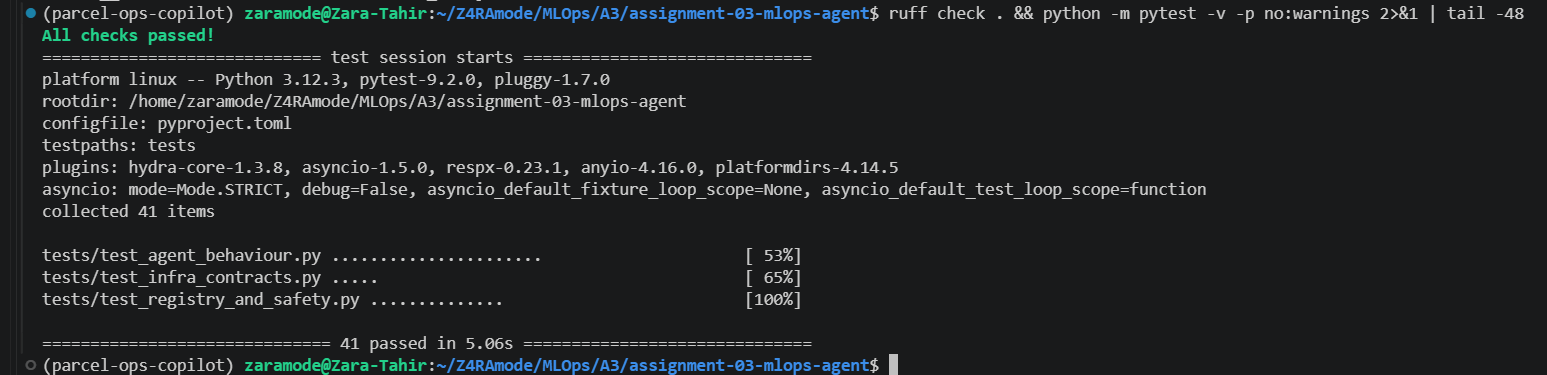 (parcel-ops-copilot) zaramode@Zara-Tahir:~/Z4RAmode/MLOps/A3/assignment-03-mlops-agent$ ruff check . && python -m pytest -v -p no:warnings 2>&1 | tail -48
All checks passed!
============================= test session starts ==============================
platform linux -- Python 3.12.3, pytest-9.2.0, pluggy-1.7.0
rootdir: /home/zaramode/Z4RAmode/MLOps/A3/assignment-03-mlops-agent
configfile: pyproject.toml
testpaths: tests
plugins: hydra-core-1.3.8, asyncio-1.5.0, respx-0.23.1, anyio-4.16.0, platformdirs-4.14.5
asyncio: mode=Mode.STRICT, debug=False, asyncio_default_fixture_loop_scope=None, asyncio_default_test_loop_scope=function
collected 41 items
tests/test_agent_behaviour.py ...................... [ 53%]
tests/test_infra_contracts.py ..... [ 65%]
tests/test_registry_and_safety.py .............. [100%]
============================== 41 passed in 5.06s ==============================
(parcel-ops-copilot) zaramode@Zara-Tahir:~/Z4RAmode/MLOps/A3/assignment-03-mlops-agent$